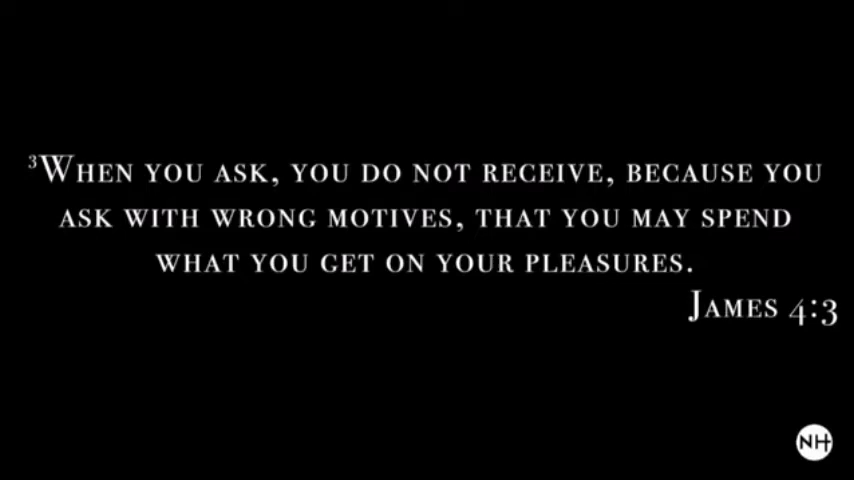 ³When you ask, you do not receive, because you
ask with wrong motives, that you may spend
what you get on your pleasures.
James 4:3
NH